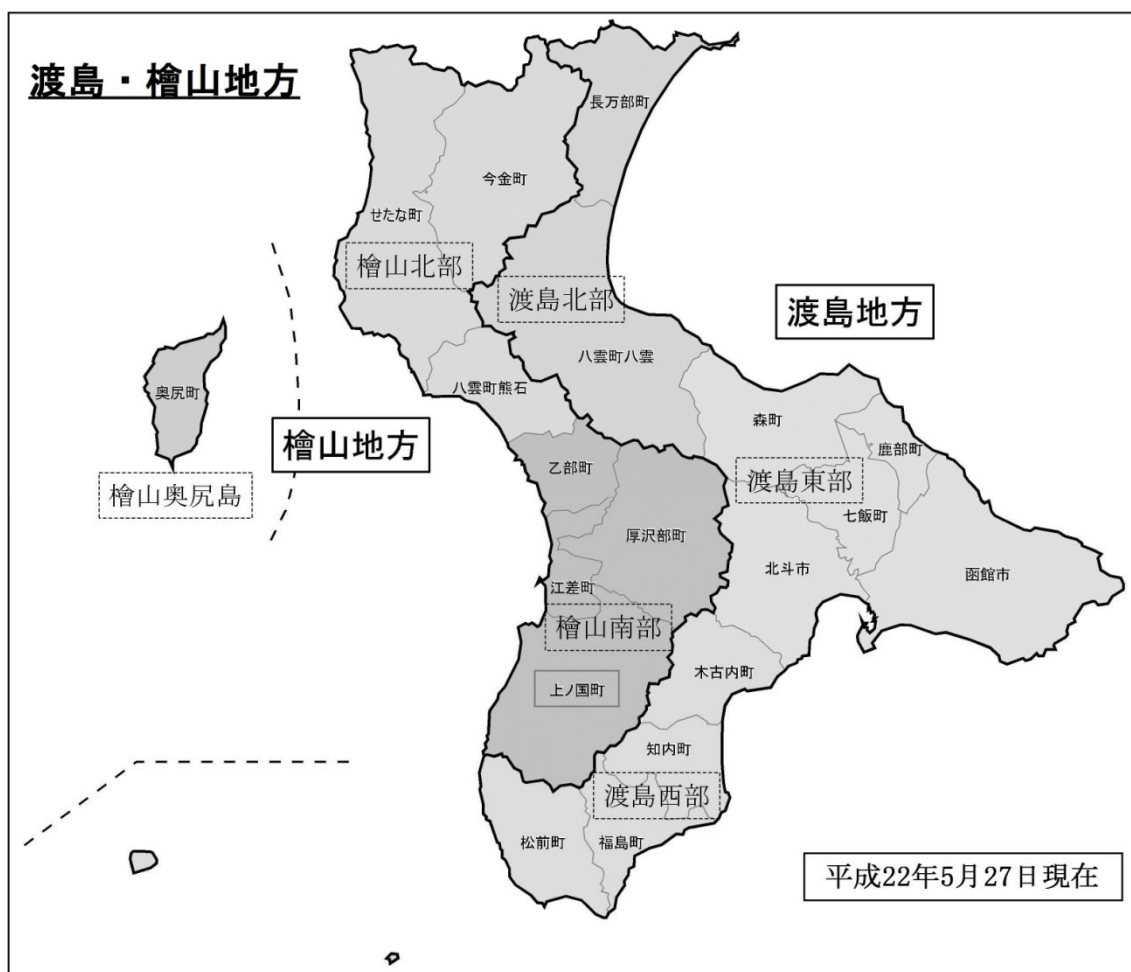 渡島・檜山地方
長万部町
今金町
せたな町
檜山北部
渡島北部
渡島地方
八雲町八雲
八雲町熊石
奥尻町
檜山地方
檜山奥尻島
森町
鹿部町
乙部町
渡島東部
七飯町
厚沢部町
北斗市
函館市
江差町
檜山南部
木古内町
上ノ国町
知内町
渡島西部
松前町
福島町
平成22年5月27日現在